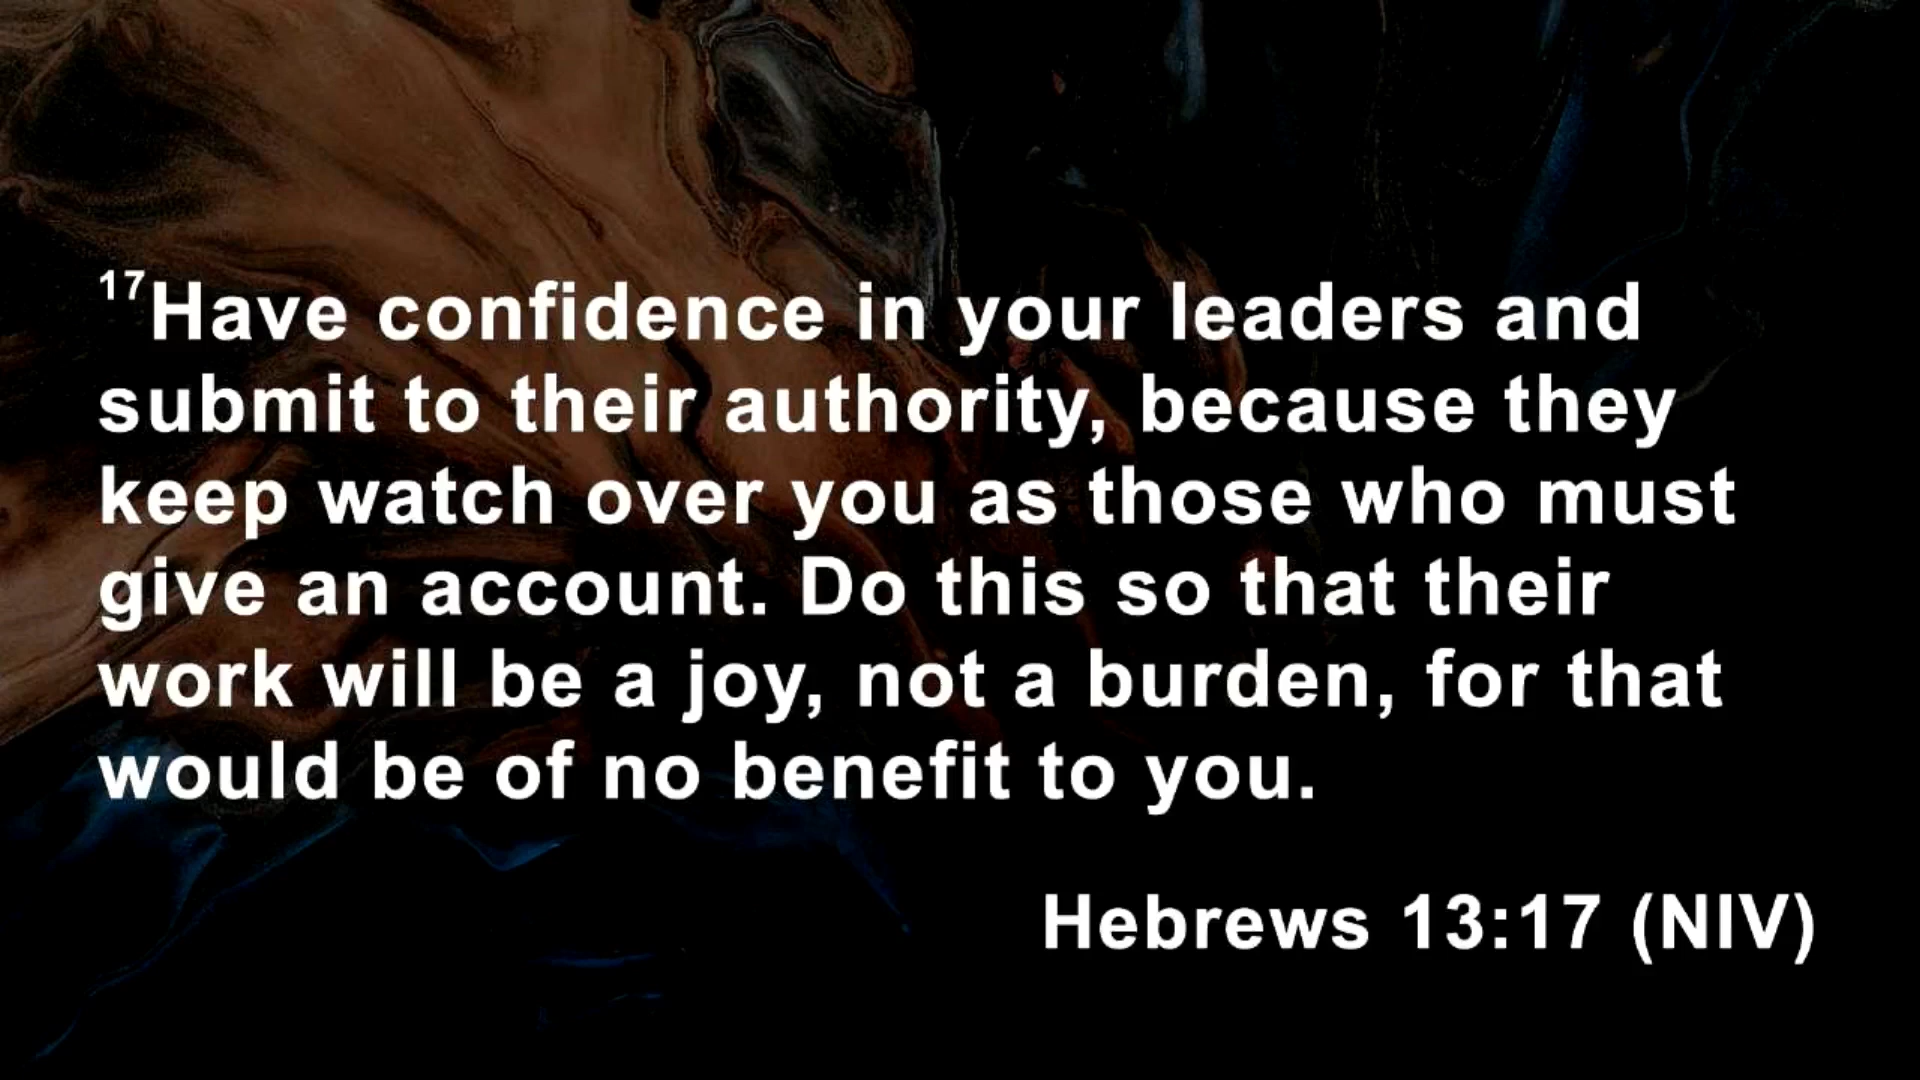 17Have confidence in your leaders and
submit to their authority, because they
keep watch over you as those who must
give an account. Do this so that their
work will be a joy, not a burden, for that
would be of no benefit to you.
Hebrews 13:17 (NIV)